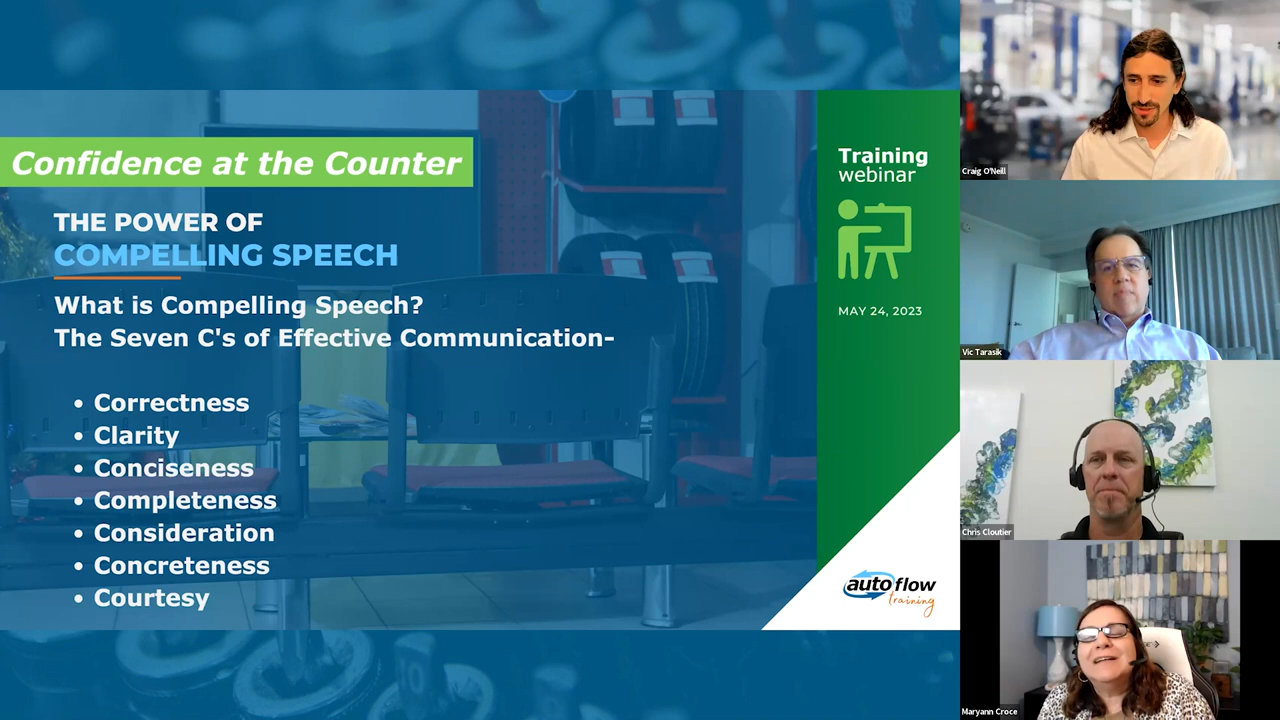 Confidence at the Counter
THE POWER OF
COMPELLING SPEECH
What is Compelling Speech?
The Seven C's of Effective Communication-
• Correctness
• Clarity
• Conciseness
• Completeness
• Consideration
• Concreteness
• Courtesy
Training
webinar
MAY 24, 2023
autoflow
training
Craig O'Neill
Vic Tarasik
Chris Cloutier
Maryann Croce